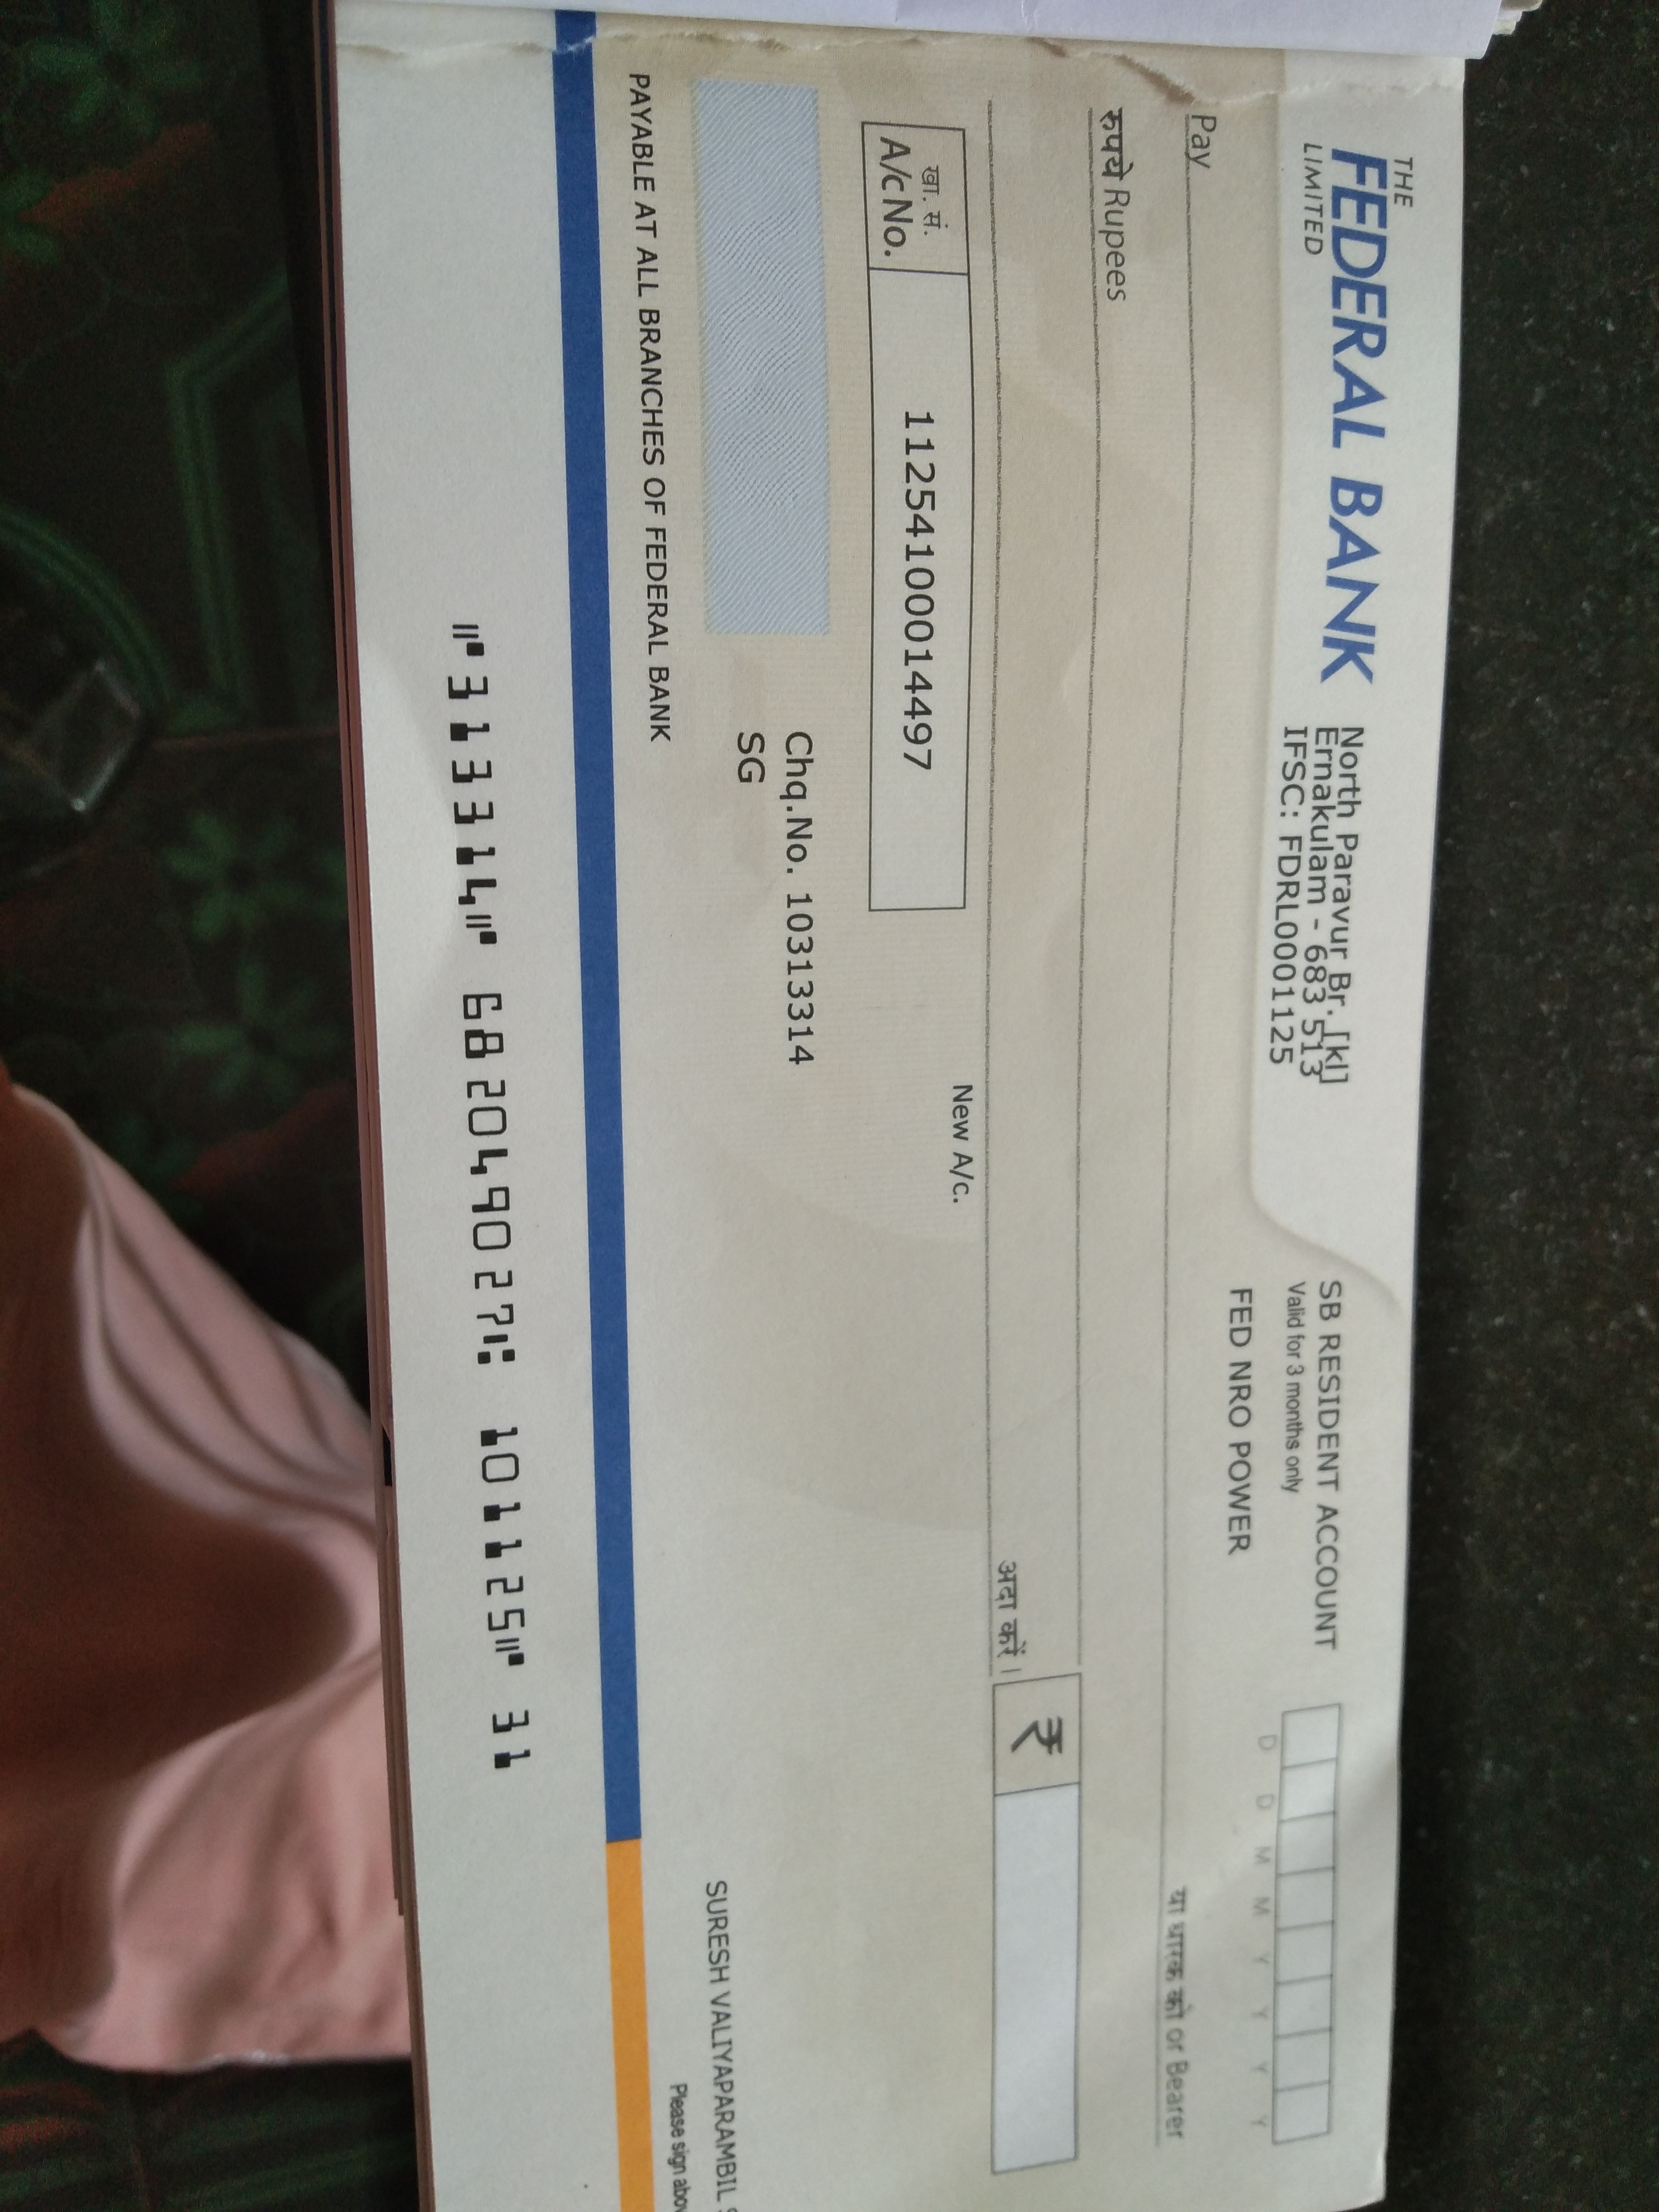 THE
FEDERAL BANK
LIMITED
North Paravur Br. [kl]
Ernakulam - 683 513
IFSC: FDRL0001125
SB RESIDENT ACCOUNT
Valid for 3 months only
FED NRO POWER
D D M M Y Y Y Y
Pay
या धारक को or Bearer
रुपये Rupees
अदा करें।
₹
खा. सं.
A/c No.
11254100014497
New A/c.
Chq.No. 10313314
SG
SURESH VALIYAPARAMBIL
Please sign
PAYABLE AT ALL BRANCHES OF FEDERAL BANK
⑈313314⑈ 682049027⑆ 101125⑈ 31